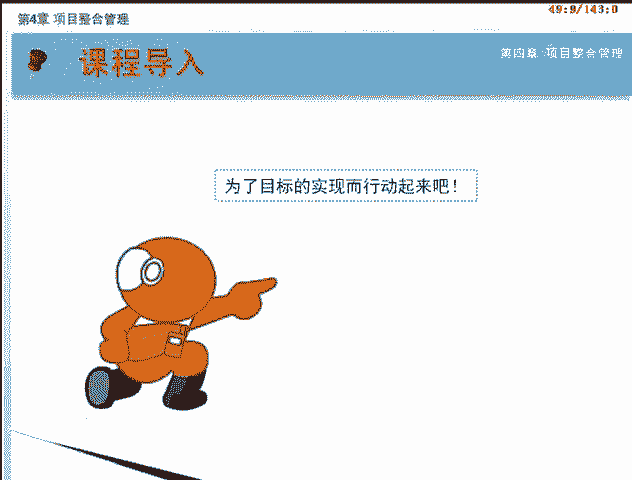 第4章 项目整合管理
49:9/143:0
课程导入
第四章 项目整合管理
为了目标的实现而行动起来吧！